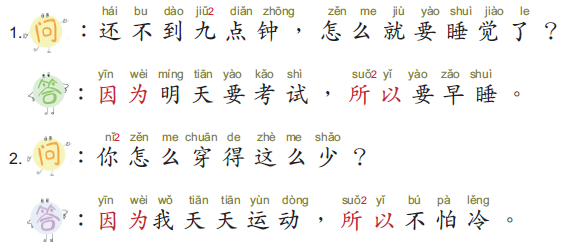 hái bu dào jiǔ2 diǎn zhōng zěn me jiù yào shuì jiào le
1. 问：还不到九点钟，怎么就要睡觉了？
yīn wèi míng tiān yào kǎo shì suǒ2 yǐ yào zǎo shuì
答：因为明天要考试，所以要早睡。
nǐ2 zěn me chuān de zhè me shǎo
2. 问：你怎么穿得这么少？
yīn wèi wǒ tiān tiān yùn dòng suǒ2 yǐ bú pà lěng
答：因为我天天运动，所以不怕冷。